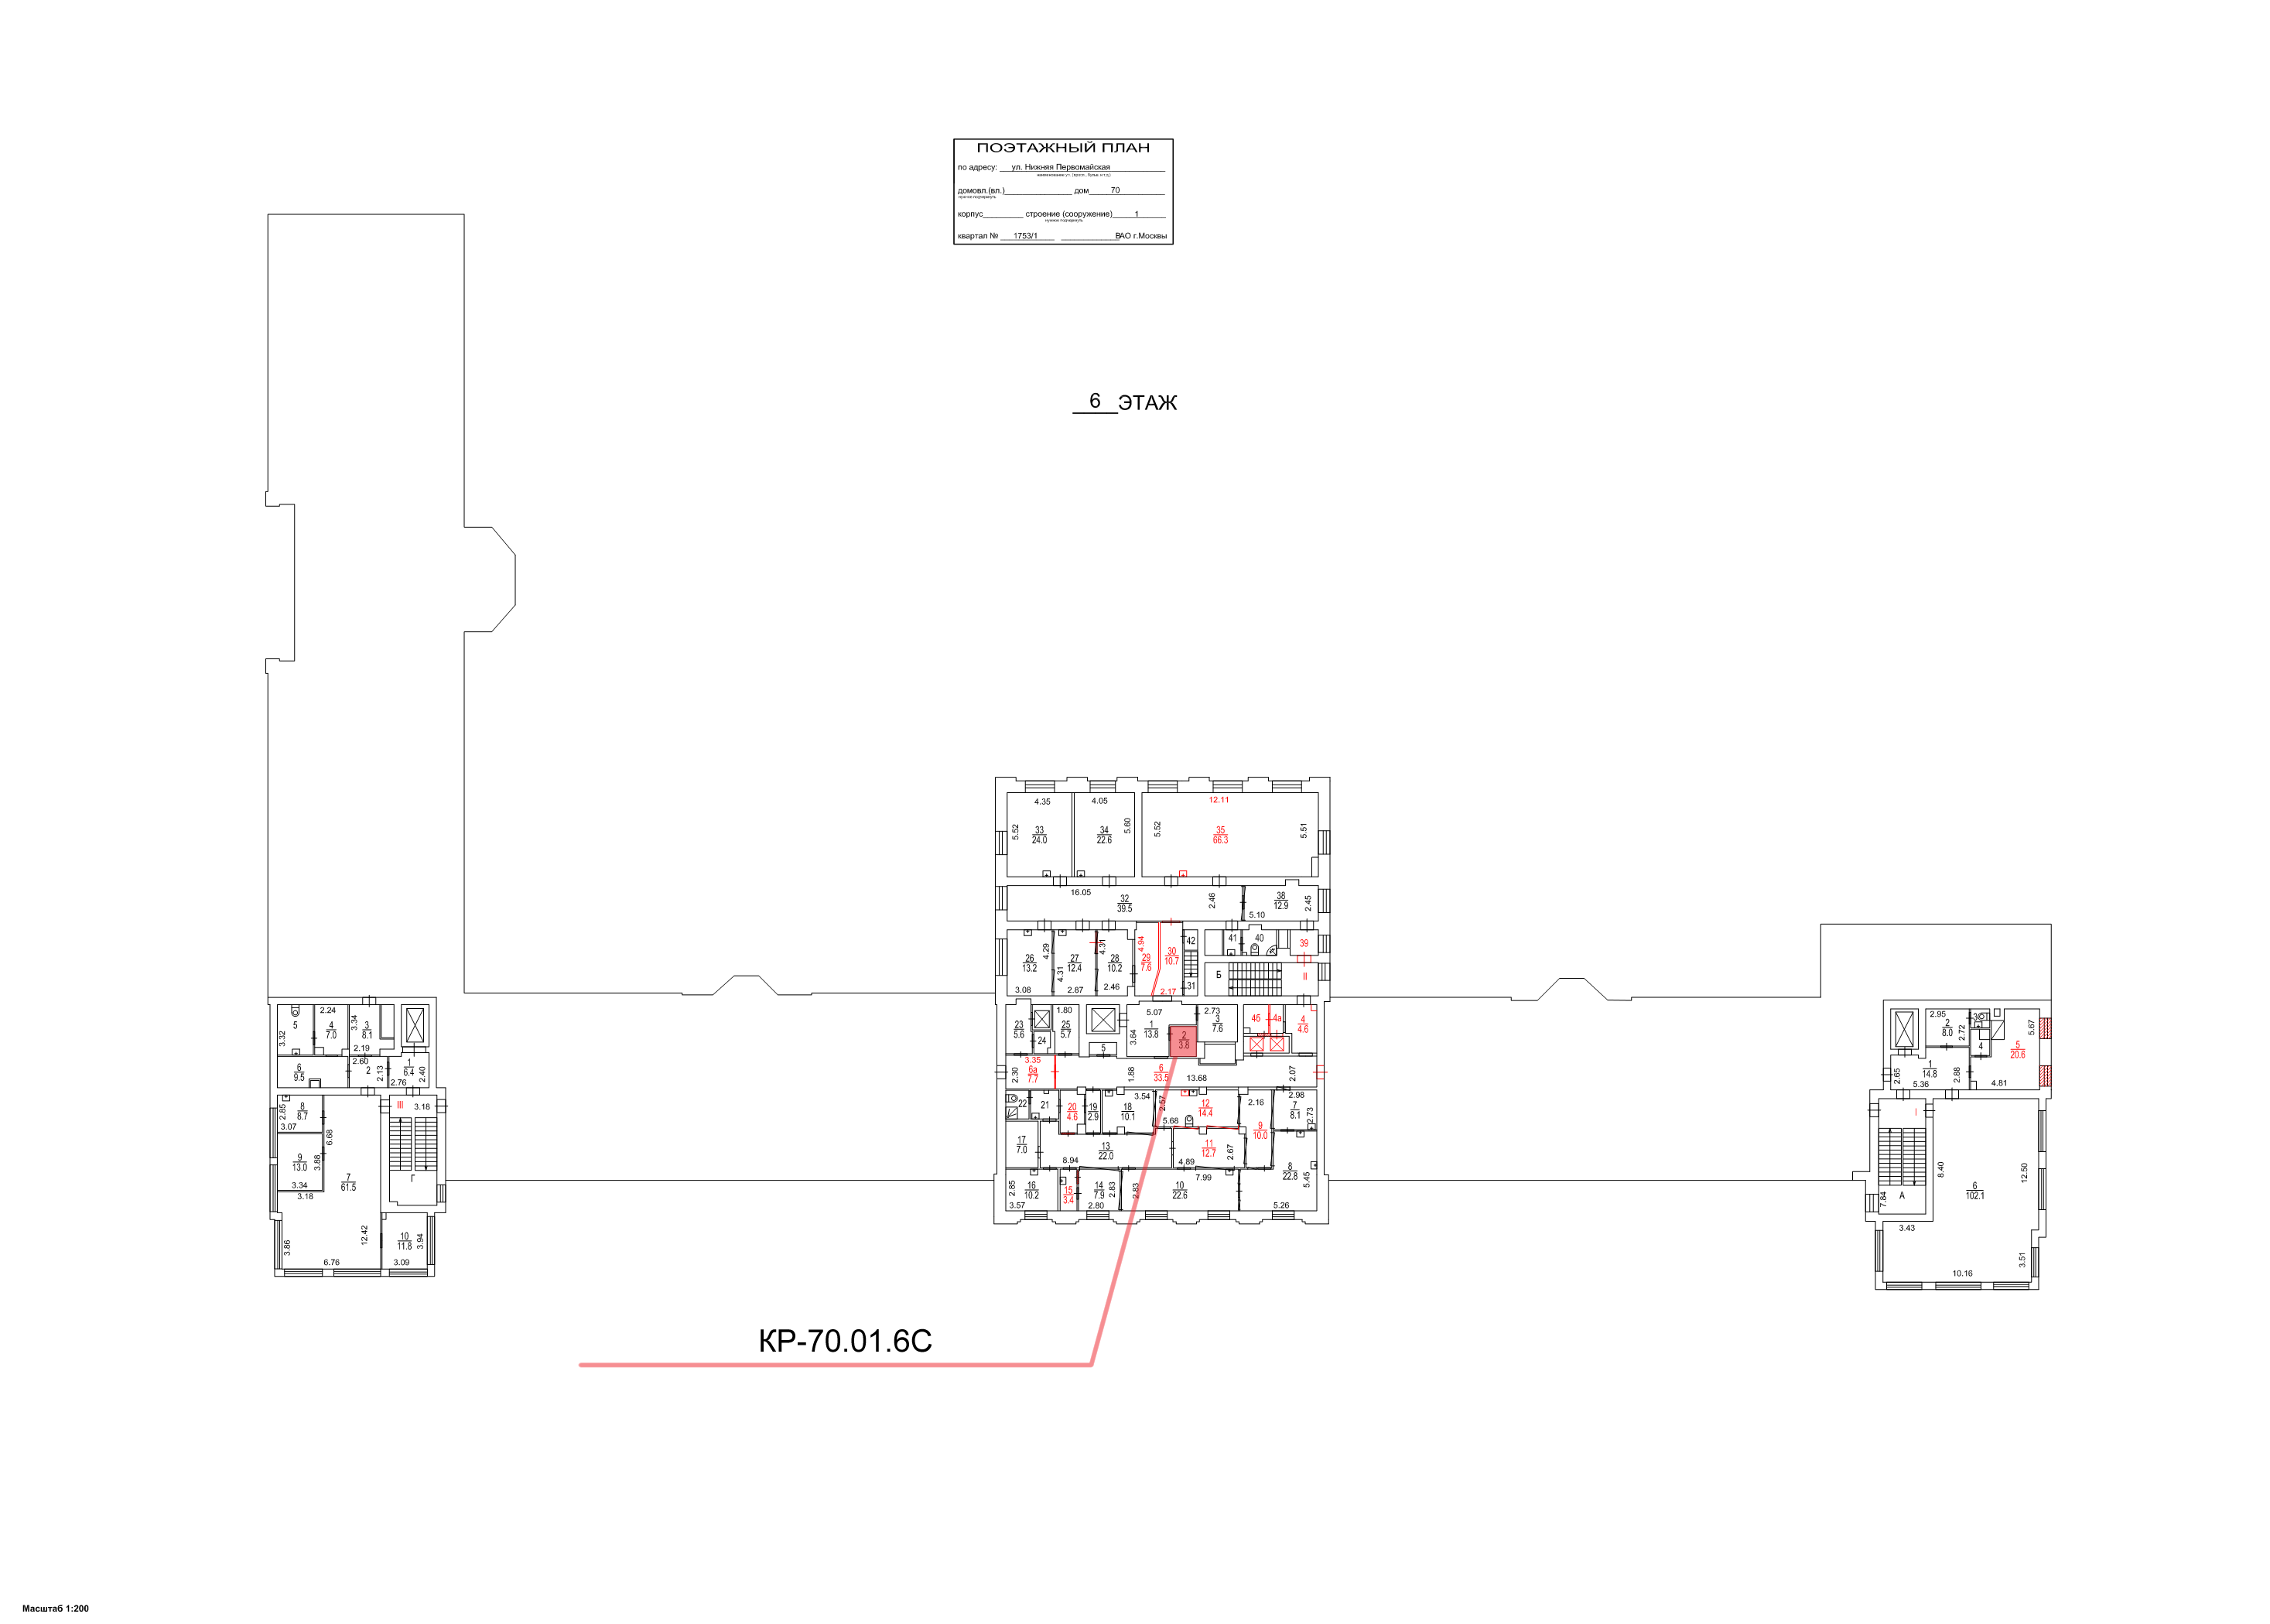 ПОЭТАЖНЫЙ ПЛАН
по адресу: ул. Нижняя Первомайская
наименование ул. (просп., бульв. и т.д.)
домовл.(вл.) дом 70
нужное подчеркнуть
корпус строение (сооружение) 1
нужное подчеркнуть
квартал № 1753/1 ВАО г.Москвы
6 ЭТАЖ
4.35 4.05 12.11
5.52 33 24.0 34 22.6 5.60 5.52 35 66.3 5.51
16.05 32 39.5 2.46 38 12.9 2.45
5.10
26 13.2 4.29 27 12.4 4.31 4.31 28 10.2 4.94 29 7.6 30 10.7 42 41 40 39
3.08 2.87 2.46 2.17 31 Б II
23 5.6 24 1.80 25 5.7 5 5.07 3.64 1 13.8 2 3.8 2.73 3 7.6 4б 4а 4 4.6
3.35 2.30 6а 7.7 1.88 6 33.5 13.68 2.07
22 21 20 4.6 19 2.9 18 10.1 3.54 2.57 12 14.4 5.68 2.16 2.98 7 8.1 2.73
17 7.0 13 22.0 8.94 11 12.7 4.89 2.67 9 10.0 8 22.8 5.45
2.85 16 10.2 3.57 15 3.4 14 7.9 2.83 2.80 2.83 10 22.6 7.99 5.26
5 3.32 2.24 4 7.0 3.34 3 8.1 2.19
6 9.5 2.60 2 2.13 1 6.4 2.40 2.76
2.85 8 8.7 3.07 6.68 III 3.18
9 13.0 3.88 3.34 3.18 7 61.5 Г
3.86 12.42 6.76 10 11.8 3.94 3.09
2.95 2 8.0 2.72 3 4 5 20.6 5.67
2.65 1 14.8 5.36 2.88 4.81
I 8.40 12.50
А 7.84 6 102.1
3.43 3.51
10.16
КР-70.01.6С
Масштаб 1:200